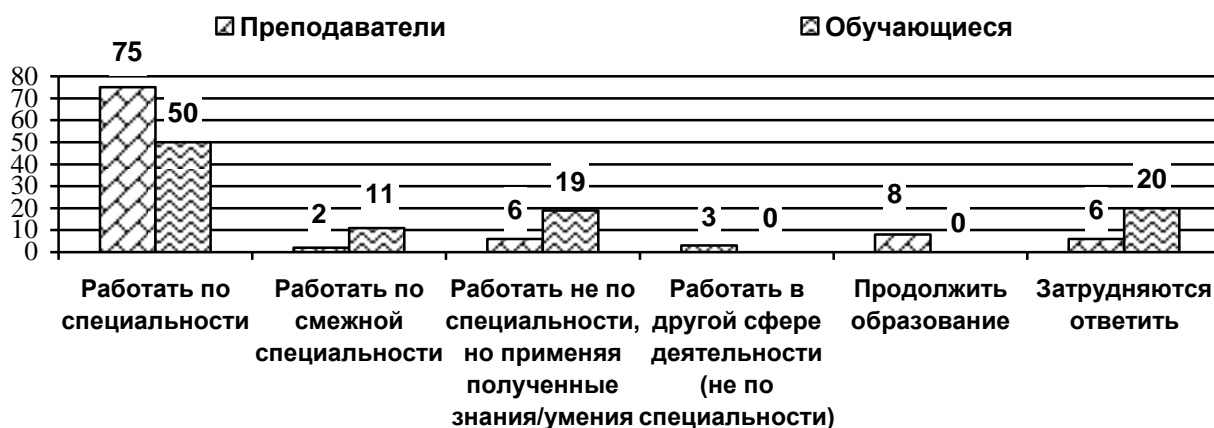 Преподаватели Обучающиеся
75
80
70
60
50
40
30
20
10
0
50
2
11
6
19
3
0
8
0
6
20
Работать по
специальности
Работать по
смежной
специальности
Работать не по
специальности,
но применяя
полученные
знания/умения
Работать в
другой сфере
деятельности
(не по
специальности)
Продолжить
образование
Затрудняются
ответить